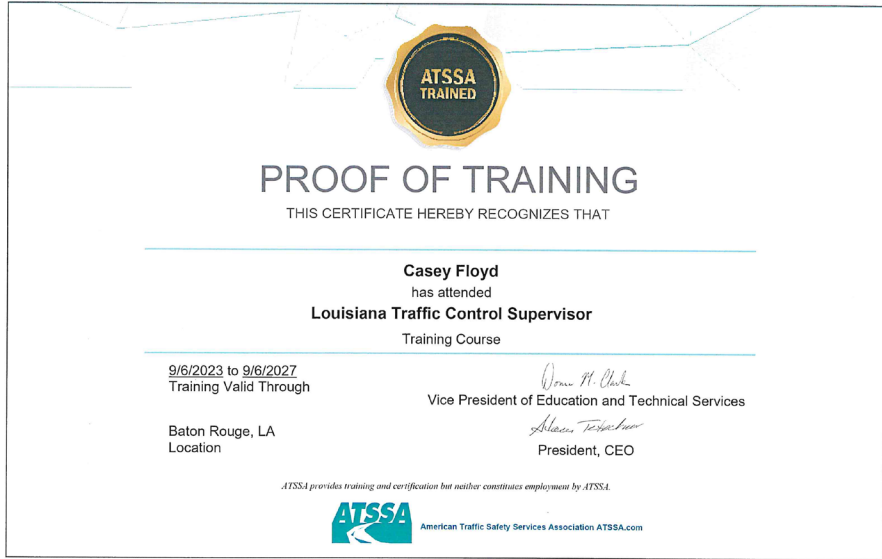 ATSSA
TRAINED
PROOF OF TRAINING
THIS CERTIFICATE HEREBY RECOGNIZES THAT
Casey Floyd
has attended
Louisiana Traffic Control Supervisor
Training Course
9/6/2023 to 9/6/2027
Training Valid Through
Donna M. Clark
Vice President of Education and Technical Services
Baton Rouge, LA
Location
President, CEO
ATSSA provides training and certification but neither constitutes employment by ATSSA.
ATSSA
American Traffic Safety Services Association ATSSA.com